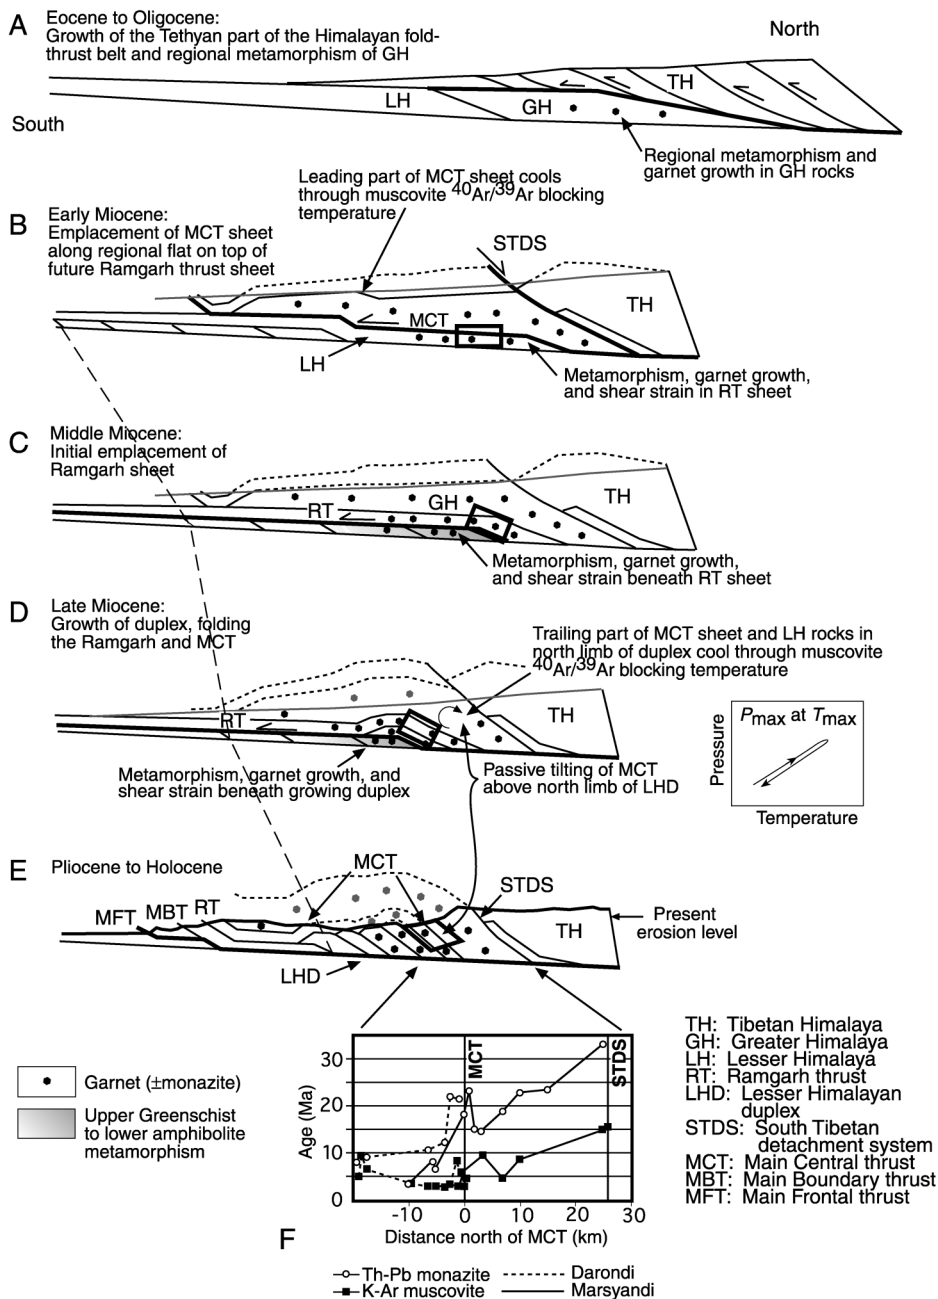 A
Eocene to Oligocene:
Growth of the Tethyan part of the Himalayan fold-
thrust belt and regional metamorphism of GH
North
TH
LH
GH
South
Regional metamorphism and
garnet growth in GH rocks
Leading part of MCT sheet cools
through muscovite 40Ar/39Ar blocking
temperature
B
Early Miocene:
Emplacement of MCT sheet
along regional flat on top of
future Ramgarh thrust sheet
STDS
TH
MCT
LH
Metamorphism, garnet growth,
and shear strain in RT sheet
C
Middle Miocene:
Initial emplacement of
Ramgarh sheet
RT
GH
TH
Metamorphism, garnet growth,
and shear strain beneath RT sheet
D
Late Miocene:
Growth of duplex, folding
the Ramgarh and MCT
Trailing part of MCT sheet and LH rocks in
north limb of duplex cool through muscovite
40Ar/39Ar blocking temperature
RT
TH
Metamorphism, garnet growth, and
shear strain beneath growing duplex
Passive tilting of MCT
above north limb of LHD
Pmax at Tmax
Pressure
Temperature
E
Pliocene to Holocene
MCT
STDS
MFT
MBT
RT
TH
Present
erosion level
LHD
Garnet (±monazite)
Upper Greenschist
to lower amphibolite
metamorphism
30
20
10
0
Age (Ma)
MCT
STDS
-10
0
10
20
30
Distance north of MCT (km)
F
Th-Pb monazite
K-Ar muscovite
Darondi
Marsyandi
TH: Tibetan Himalaya
GH: Greater Himalaya
LH: Lesser Himalaya
RT: Ramgarh thrust
LHD: Lesser Himalayan
duplex
STDS: South Tibetan
detachment system
MCT: Main Central thrust
MBT: Main Boundary thrust
MFT: Main Frontal thrust